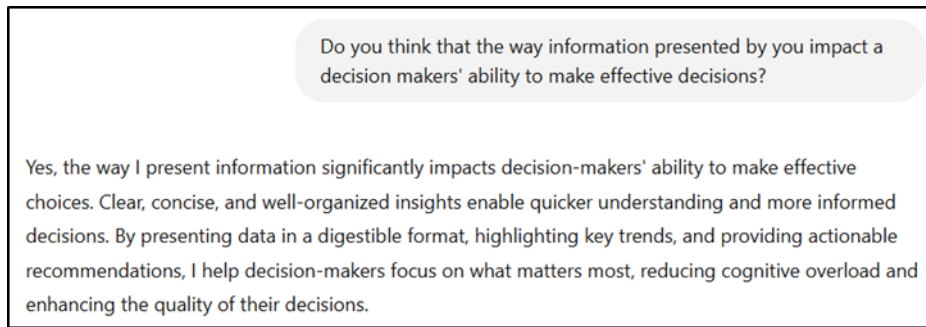 Do you think that the way information presented by you impact a
decision makers' ability to make effective decisions?
Yes, the way I present information significantly impacts decision-makers' ability to make effective
choices. Clear, concise, and well-organized insights enable quicker understanding and more informed
decisions. By presenting data in a digestible format, highlighting key trends, and providing actionable
recommendations, I help decision-makers focus on what matters most, reducing cognitive overload and
enhancing the quality of their decisions.